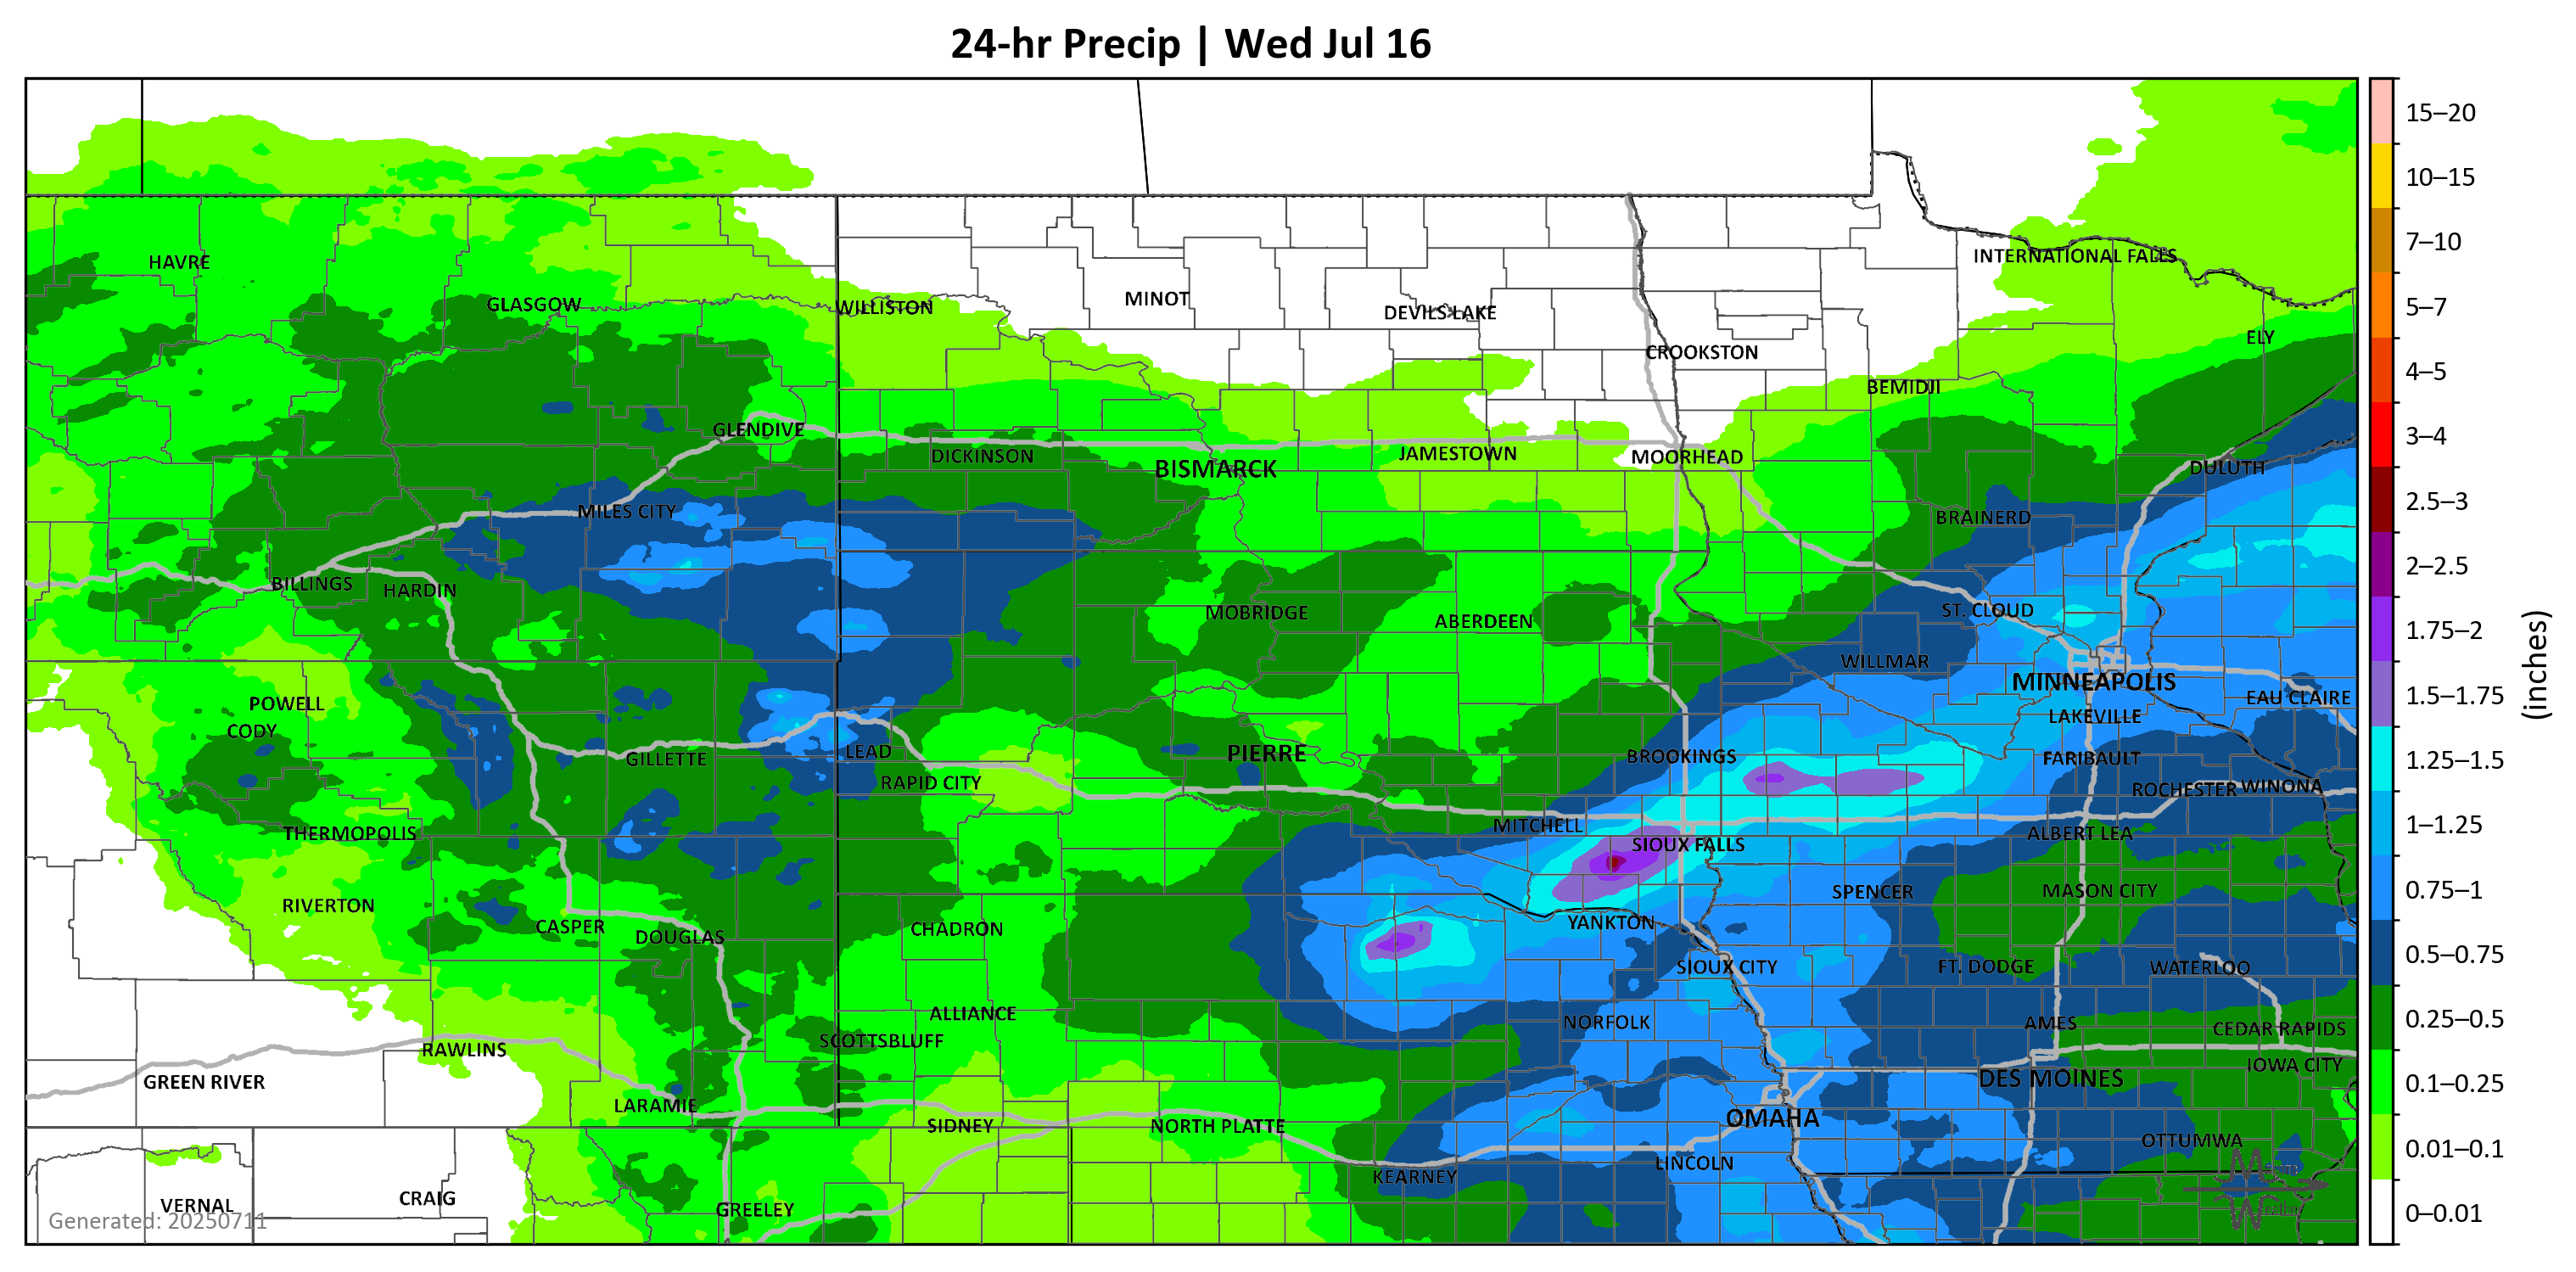 24-hr Precip | Wed Jul 16
15–20
10–15
7–10
5–7
4–5
3–4
2.5–3
2–2.5
1.75–2
1.5–1.75
1.25–1.5
1–1.25
0.75–1
0.5–0.75
0.25–0.5
0.1–0.25
0.01–0.1
0–0.01
(inches)
HAVRE
INTERNATIONAL FALLS
GLASGOW
WILLISTON
MINOT
DEVILS LAKE
ELY
CROOKSTON
BEMIDJI
GLENDIVE
DICKINSON
BISMARCK
JAMESTOWN
MOORHEAD
DULUTH
MILES CITY
BRAINERD
BILLINGS
HARDIN
MOBRIDGE
ABERDEEN
ST. CLOUD
WILLMAR
MINNEAPOLIS
POWELL
EAU CLAIRE
CODY
LAKEVILLE
GILLETTE
LEAD
PIERRE
BROOKINGS
FARIBAULT
RAPID CITY
ROCHESTER
WINONA
THERMOPOLIS
MITCHELL
ALBERT LEA
SIOUX FALLS
RIVERTON
SPENCER
MASON CITY
CASPER
DOUGLAS
CHADRON
YANKTON
SIOUX CITY
FT. DODGE
WATERLOO
ALLIANCE
NORFOLK
AMES
CEDAR RAPIDS
SCOTTSBLUFF
RAWLINS
IOWA CITY
GREEN RIVER
DES MOINES
LARAMIE
SIDNEY
NORTH PLATTE
OMAHA
OTTUMWA
KEARNEY
LINCOLN
VERNAL
CRAIG
GREELEY
Generated: 20250711